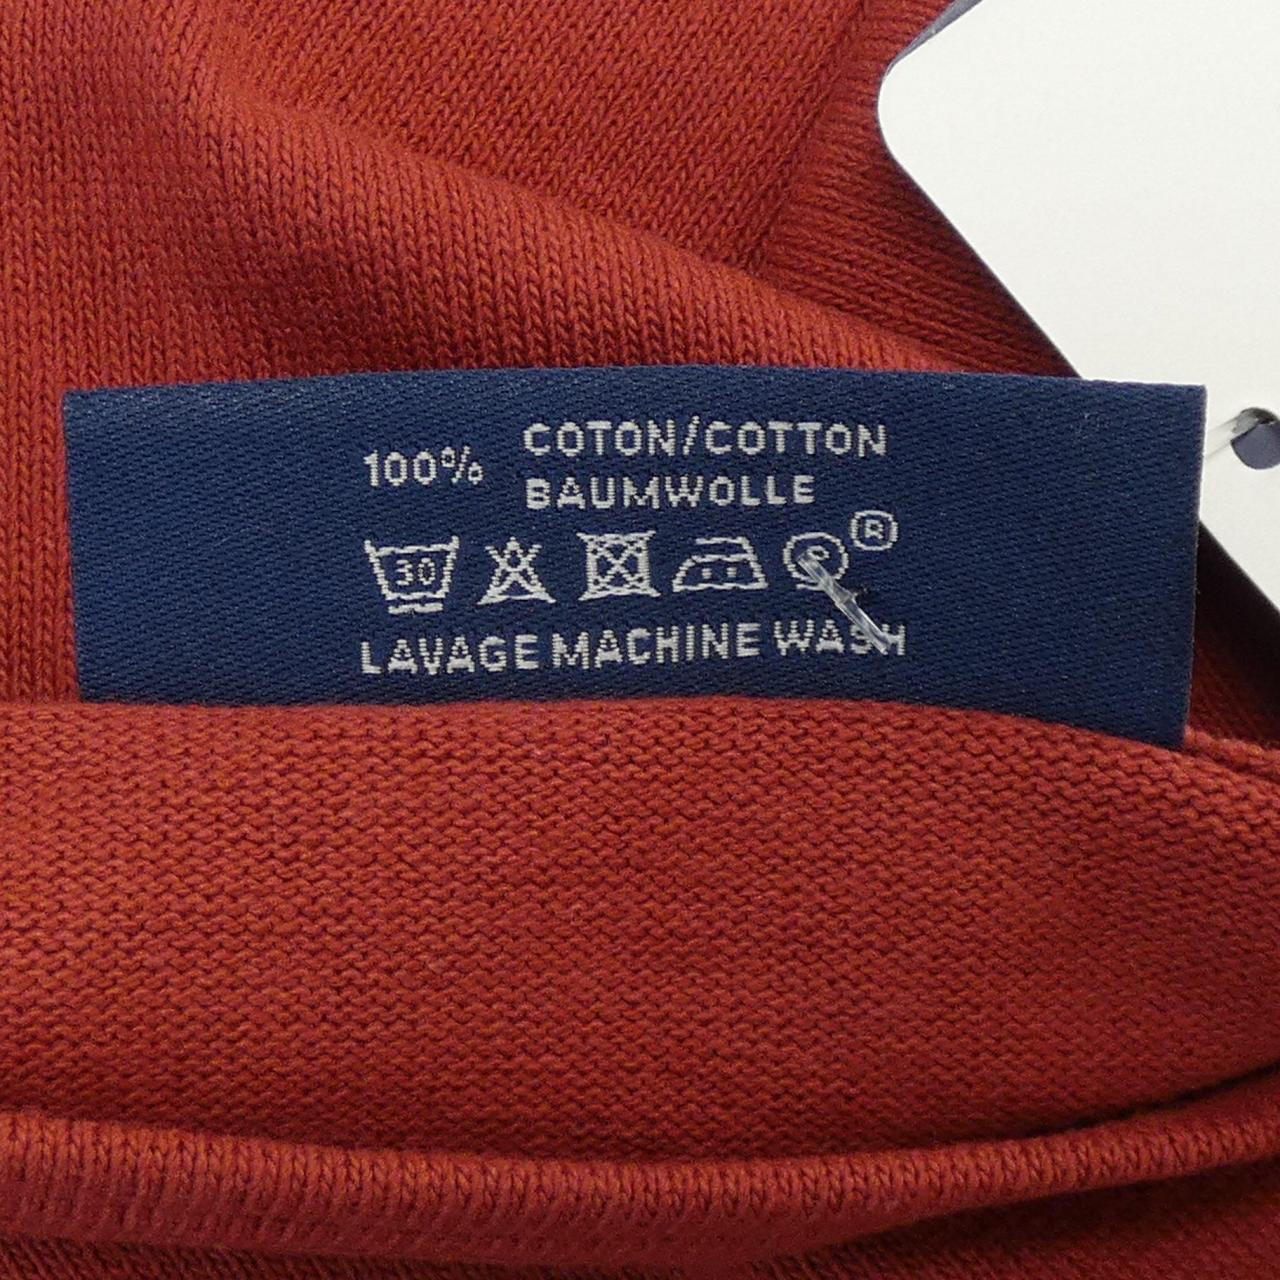 100% COTON/COTTON
BAUMWOLLE
30 P ®
LAVAGE MACHINE WASH